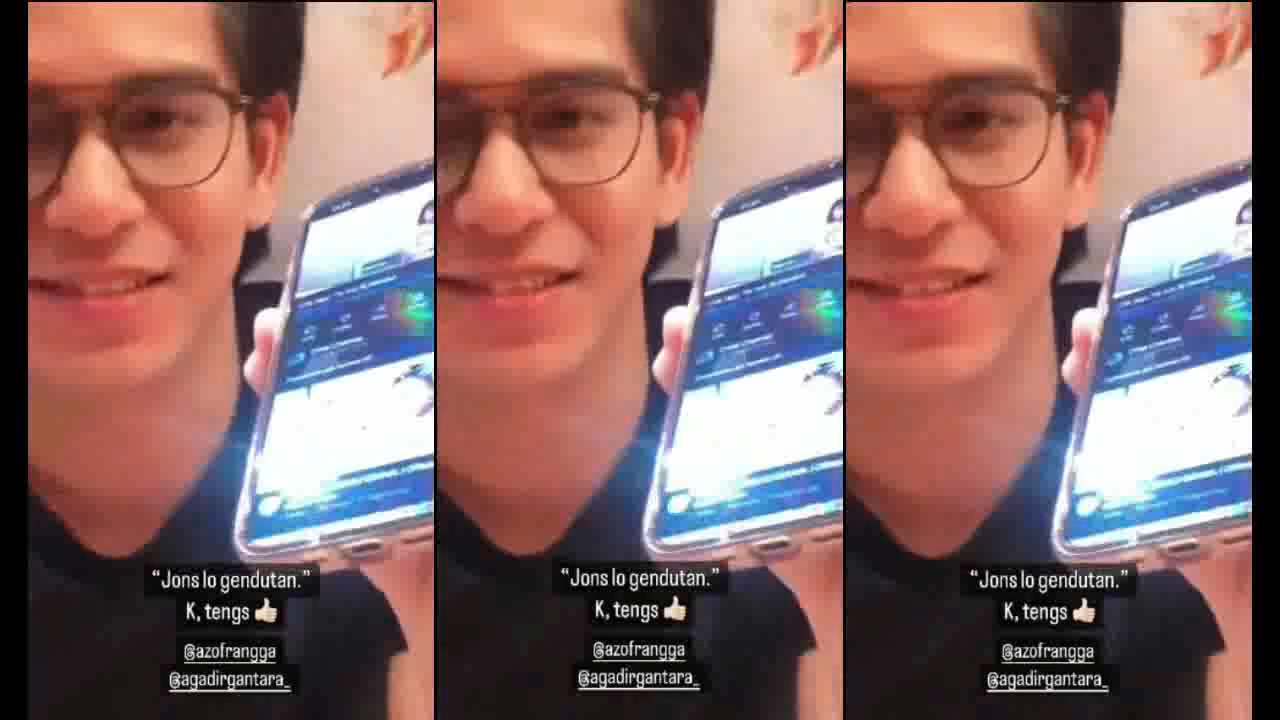 “Jons lo gendutan.”
K, tengs 👍🏻
@azofrangga
@agadirgantara_
“Jons lo gendutan.”
K, tengs 👍🏻
@azofrangga
@agadirgantara_
“Jons lo gendutan.”
K, tengs 👍🏻
@azofrangga
@agadirgantara_